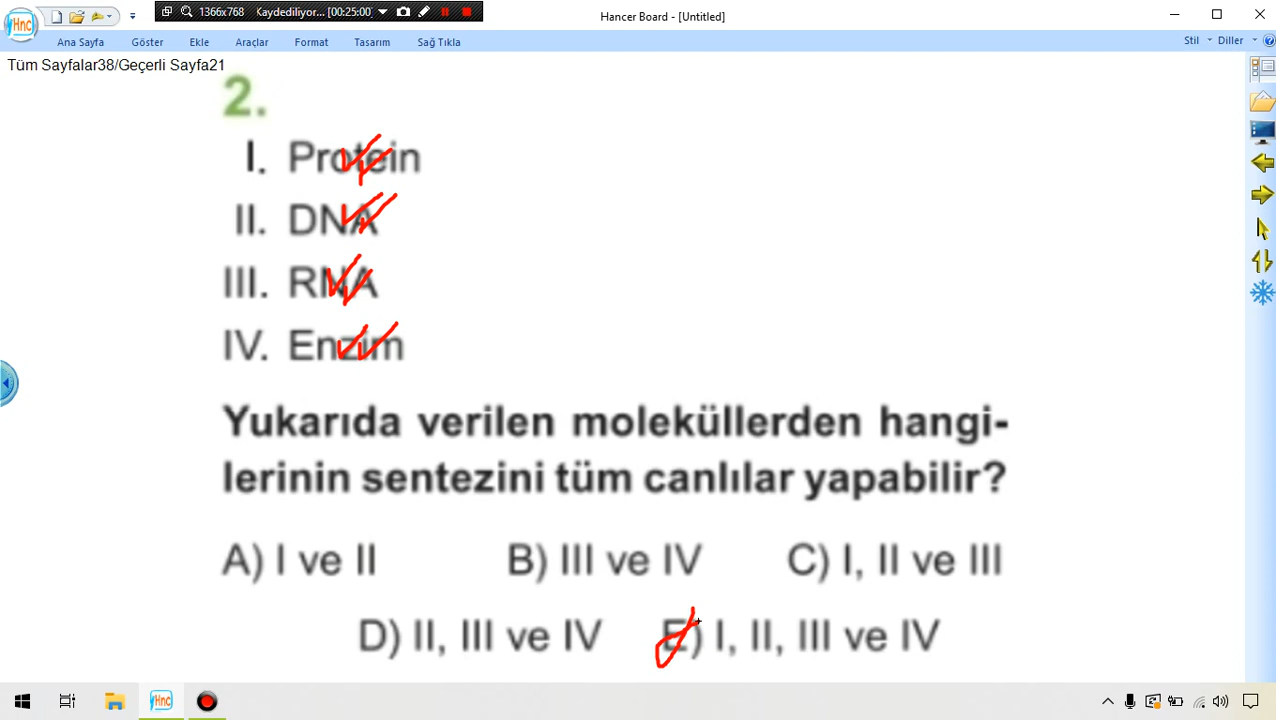 1366x768 Kaydediliyor... [00:25:00]
Hancer Board - [Untitled]
Hnc
Ana Sayfa Göster Ekle Araçlar Format Tasarım Sağ Tıkla Stil Diller
Tüm Sayfalar38/Geçerli Sayfa21
2.
I. Protein
II. DNA
III. RNA
IV. Enzim
Yukarıda verilen moleküllerden hangi-
lerinin sentezini tüm canlılar yapabilir?
A) I ve II B) III ve IV C) I, II ve III
D) II, III ve IV E) I, II, III ve IV
Hnc